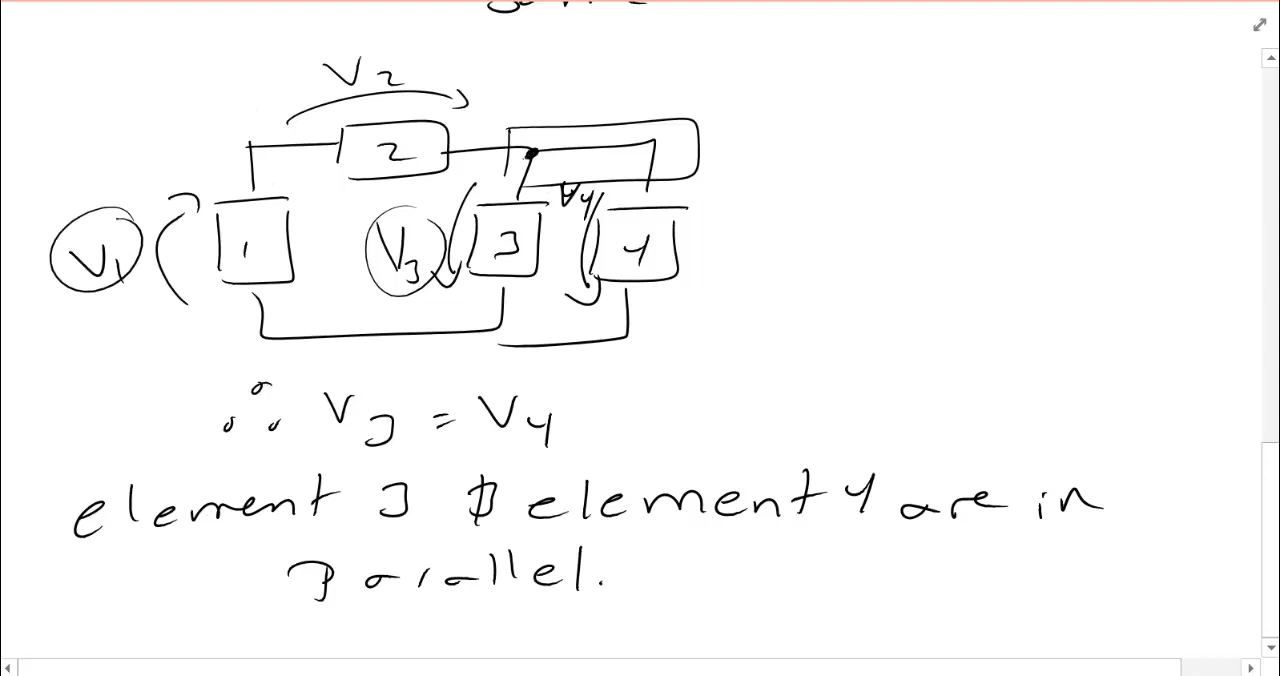 V2
2
V1
1
V3
3
V4
4
∴ V3 = V4
element 3 & element 4 are in
parallel.